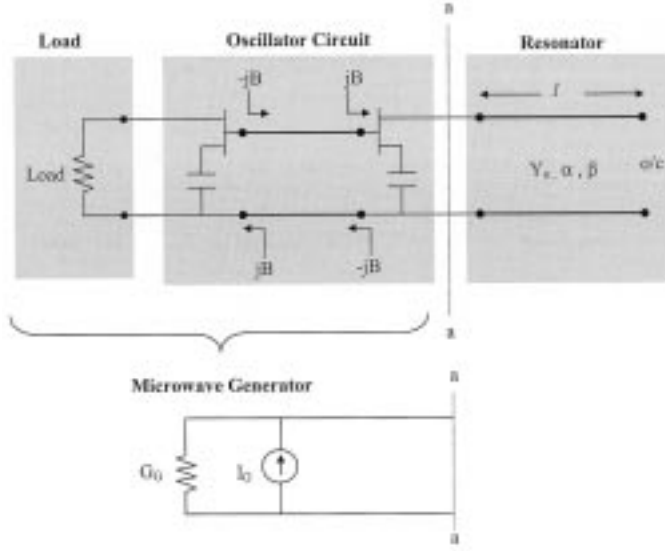 a
Load
Oscillator Circuit
Resonator
-jB
jB
l
Load
Yₒ, α, β
o/c
jB
-jB
a
Microwave Generator
a
G₀
I₀
a